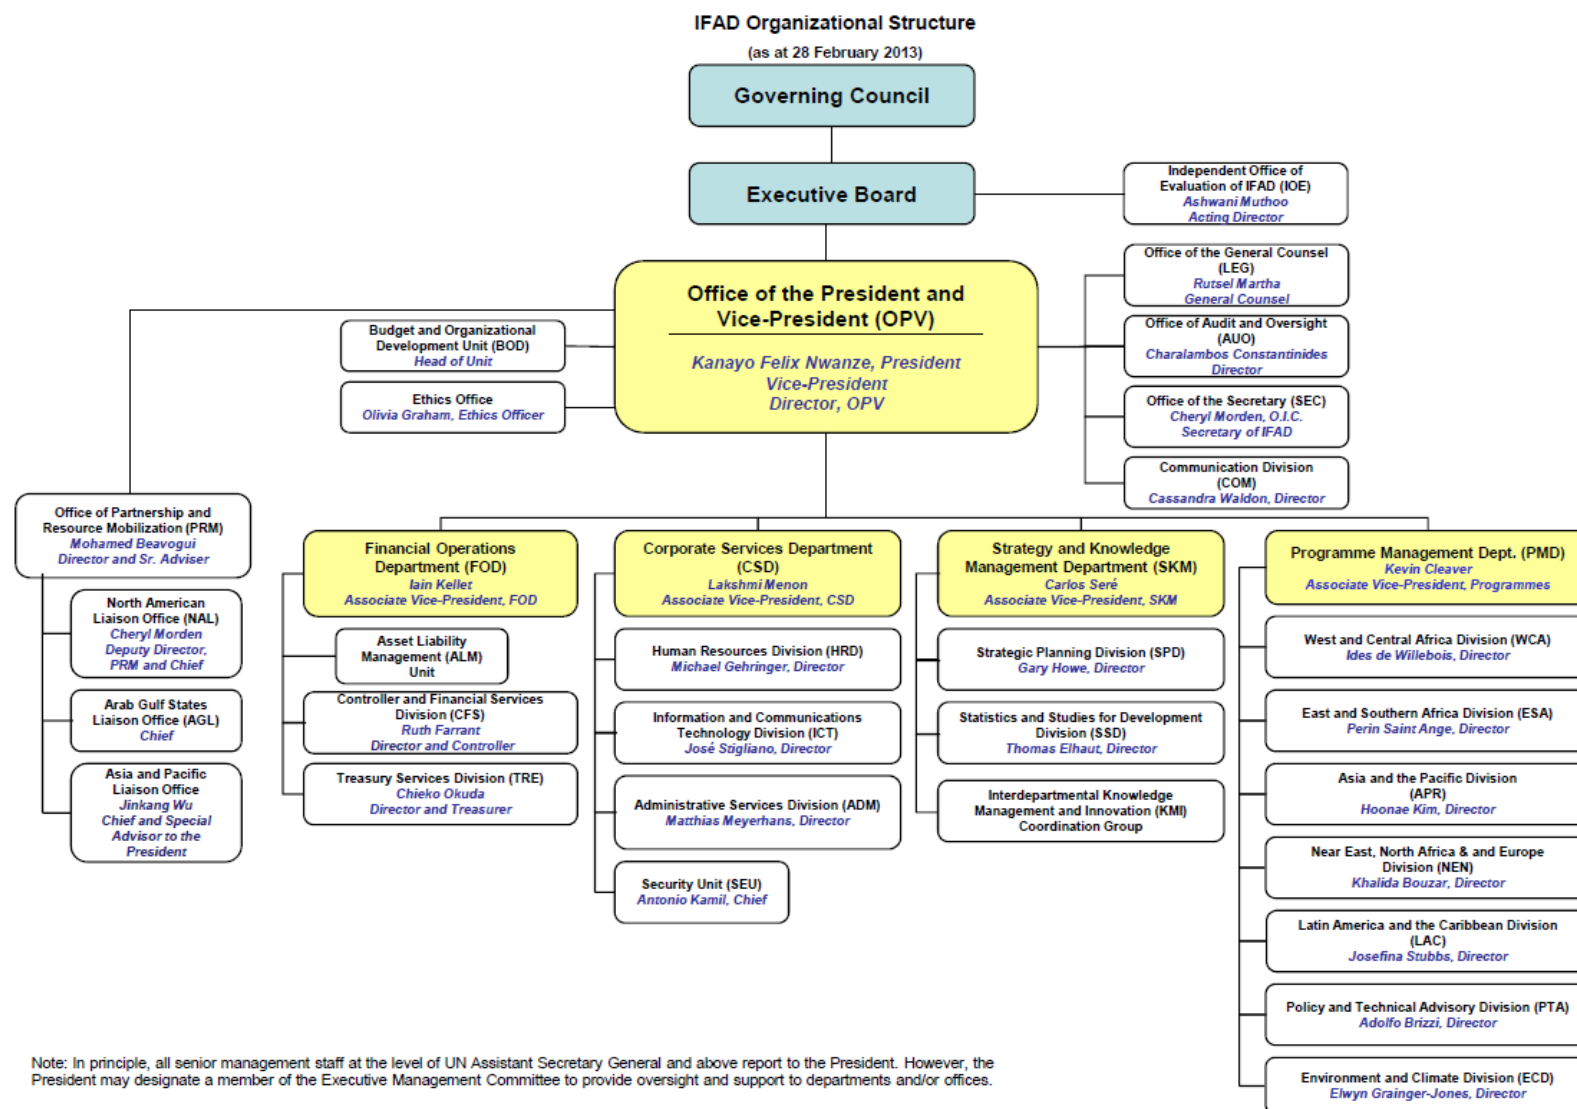 IFAD Organizational Structure
(as at 28 February 2013)
Governing Council
Executive Board
Independent Office of
Evaluation of IFAD (IOE)
Ashwani Muthoo
Acting Director
Office of the President and
Vice-President (OPV)
Kanayo Felix Nwanze, President
Vice-President
Director, OPV
Office of the General Counsel
(LEG)
Rutsel Martha
General Counsel
Office of Audit and Oversight
(AUO)
Charalambos Constantinides
Director
Office of the Secretary (SEC)
Cheryl Morden, O.I.C.
Secretary of IFAD
Communication Division
(COM)
Cassandra Waldon, Director
Budget and Organizational
Development Unit (BOD)
Head of Unit
Ethics Office
Olivia Graham, Ethics Officer
Office of Partnership and
Resource Mobilization (PRM)
Mohamed Beavogui
Director and Sr. Adviser
North American
Liaison Office (NAL)
Cheryl Morden
Deputy Director,
PRM and Chief
Arab Gulf States
Liaison Office (AGL)
Chief
Asia and Pacific
Liaison Office
Jinkang Wu
Chief and Special
Advisor to the
President
Financial Operations
Department (FOD)
Iain Kellet
Associate Vice-President, FOD
Asset Liability
Management (ALM)
Unit
Controller and Financial Services
Division (CFS)
Ruth Farrant
Director and Controller
Treasury Services Division (TRE)
Chieko Okuda
Director and Treasurer
Corporate Services Department
(CSD)
Lakshmi Menon
Associate Vice-President, CSD
Human Resources Division (HRD)
Michael Gehringer, Director
Information and Communications
Technology Division (ICT)
José Stigliano, Director
Administrative Services Division (ADM)
Matthias Meyerhans, Director
Security Unit (SEU)
Antonio Kamil, Chief
Strategy and Knowledge
Management Department (SKM)
Carlos Seré
Associate Vice-President, SKM
Strategic Planning Division (SPD)
Gary Howe, Director
Statistics and Studies for Development
Division (SSD)
Thomas Elhaut, Director
Interdepartmental Knowledge
Management and Innovation (KMI)
Coordination Group
Programme Management Dept. (PMD)
Kevin Cleaver
Associate Vice-President, Programmes
West and Central Africa Division (WCA)
Ides de Willebois, Director
East and Southern Africa Division (ESA)
Perin Saint Ange, Director
Asia and the Pacific Division
(APR)
Hoonae Kim, Director
Near East, North Africa & and Europe
Division (NEN)
Khalida Bouzar, Director
Latin America and the Caribbean Division
(LAC)
Josefina Stubbs, Director
Policy and Technical Advisory Division (PTA)
Adolfo Brizzi, Director
Environment and Climate Division (ECD)
Elwyn Grainger-Jones, Director
Note: In principle, all senior management staff at the level of UN Assistant Secretary General and above report to the President. However, the
President may designate a member of the Executive Management Committee to provide oversight and support to departments and/or offices.